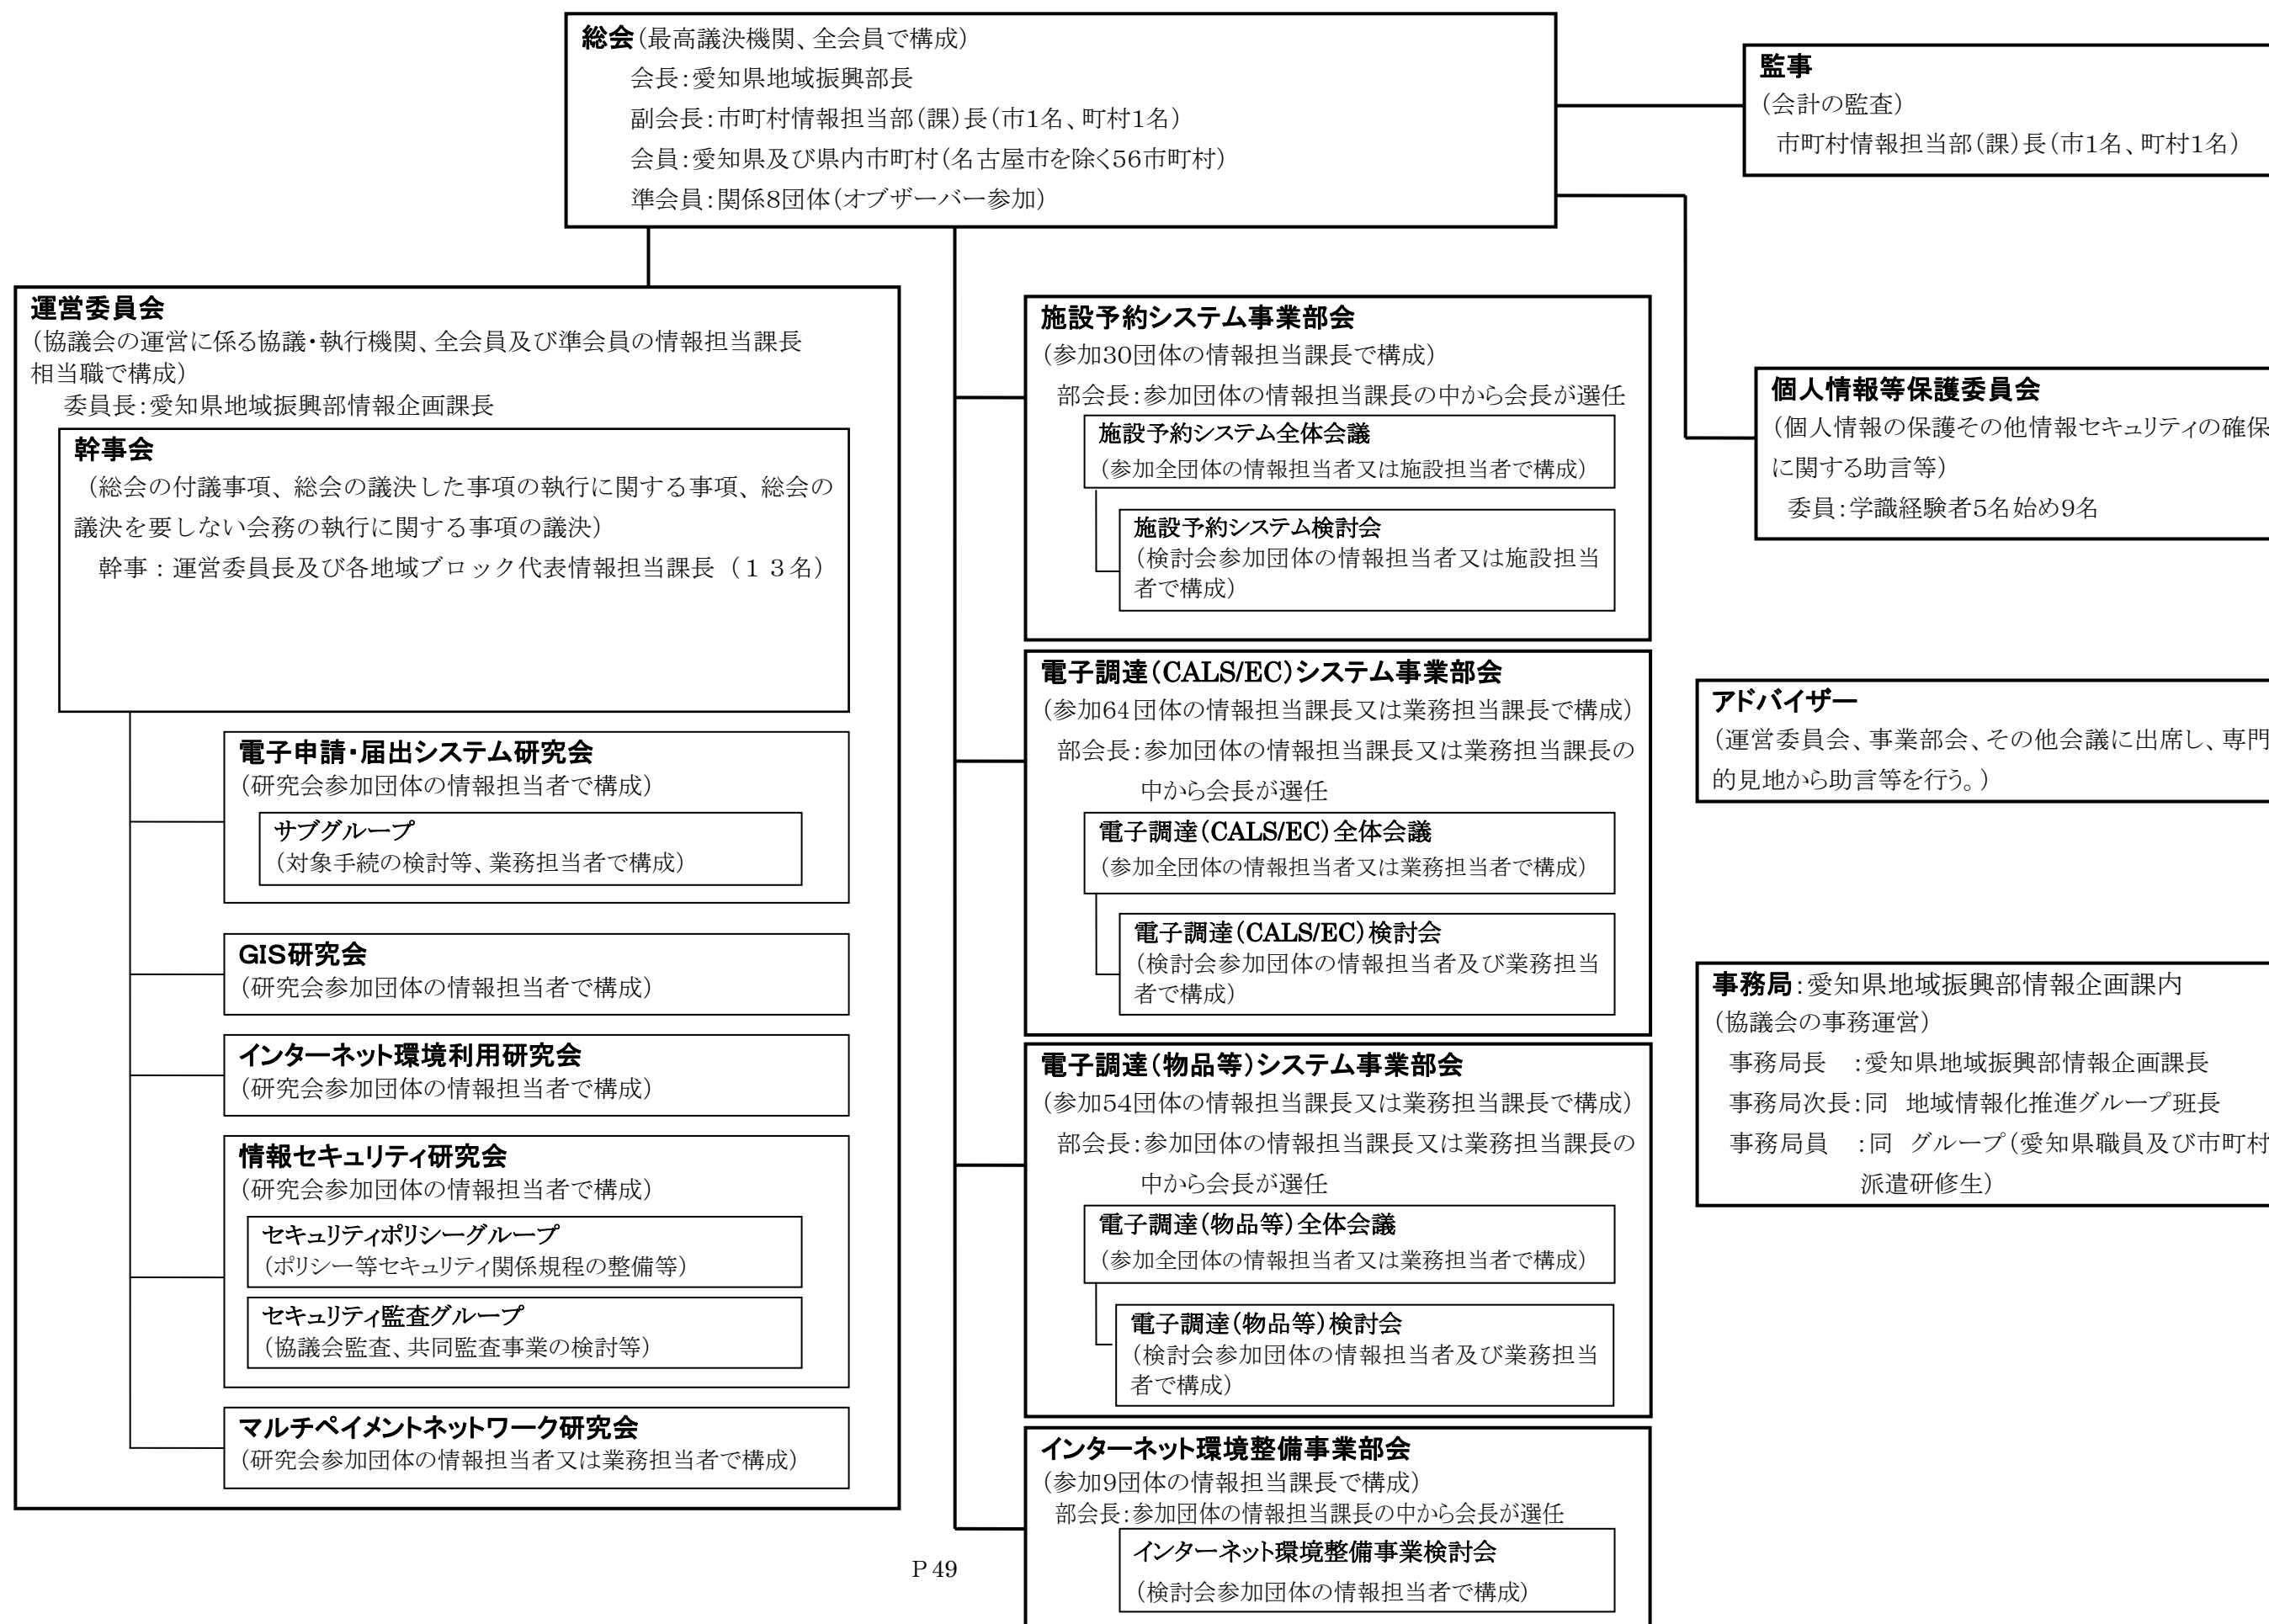 総会(最高議決機関、全会員で構成)
会長:愛知県地域振興部長
副会長:市町村情報担当部(課)長(市1名、町村1名)
会員:愛知県及び県内市町村(名古屋市を除く56市町村)
準会員:関係8団体(オブザーバー参加)
監事
(会計の監査)
市町村情報担当部(課)長(市1名、町村1名)
運営委員会
(協議会の運営に係る協議・執行機関、全会員及び準会員の情報担当課長
相当職で構成)
委員長:愛知県地域振興部情報企画課長
幹事会
(総会の付議事項、総会の議決した事項の執行に関する事項、総会の
議決を要しない会務の執行に関する事項の議決)
幹事:運営委員長及び各地域ブロック代表情報担当課長(13名)
電子申請・届出システム研究会
(研究会参加団体の情報担当者で構成)
サブグループ
(対象手続の検討等、業務担当者で構成)
GIS研究会
(研究会参加団体の情報担当者で構成)
インターネット環境利用研究会
(研究会参加団体の情報担当者で構成)
情報セキュリティ研究会
(研究会参加団体の情報担当者で構成)
セキュリティポリシーグループ
(ポリシー等セキュリティ関係規程の整備等)
セキュリティ監査グループ
(協議会監査、共同監査事業の検討等)
マルチペイメントネットワーク研究会
(研究会参加団体の情報担当者又は業務担当者で構成)
施設予約システム事業部会
(参加30団体の情報担当課長で構成)
部会長:参加団体の情報担当課長の中から会長が選任
施設予約システム全体会議
(参加全団体の情報担当者又は施設担当者で構成)
施設予約システム検討会
(検討会参加団体の情報担当者又は施設担当
者で構成)
電子調達(CALS/EC)システム事業部会
(参加64団体の情報担当課長又は業務担当課長で構成)
部会長:参加団体の情報担当課長又は業務担当課長の
中から会長が選任
電子調達(CALS/EC)全体会議
(参加全団体の情報担当者又は業務担当者で構成)
電子調達(CALS/EC)検討会
(検討会参加団体の情報担当者及び業務担当
者で構成)
電子調達(物品等)システム事業部会
(参加54団体の情報担当課長又は業務担当課長で構成)
部会長:参加団体の情報担当課長又は業務担当課長の
中から会長が選任
電子調達(物品等)全体会議
(参加全団体の情報担当者又は業務担当者で構成)
電子調達(物品等)検討会
(検討会参加団体の情報担当者及び業務担当
者で構成)
インターネット環境整備事業部会
(参加9団体の情報担当課長で構成)
部会長:参加団体の情報担当課長の中から会長が選任
インターネット環境整備事業検討会
(検討会参加団体の情報担当者で構成)
個人情報等保護委員会
(個人情報の保護その他情報セキュリティの確保
に関する助言等)
委員:学識経験者5名始め9名
アドバイザー
(運営委員会、事業部会、その他会議に出席し、専門
的見地から助言等を行う。)
事務局:愛知県地域振興部情報企画課内
(協議会の事務運営)
事務局長 :愛知県地域振興部情報企画課長
事務局次長:同 地域情報化推進グループ班長
事務局員 :同 グループ(愛知県職員及び市町村
派遣研修生)
P 49